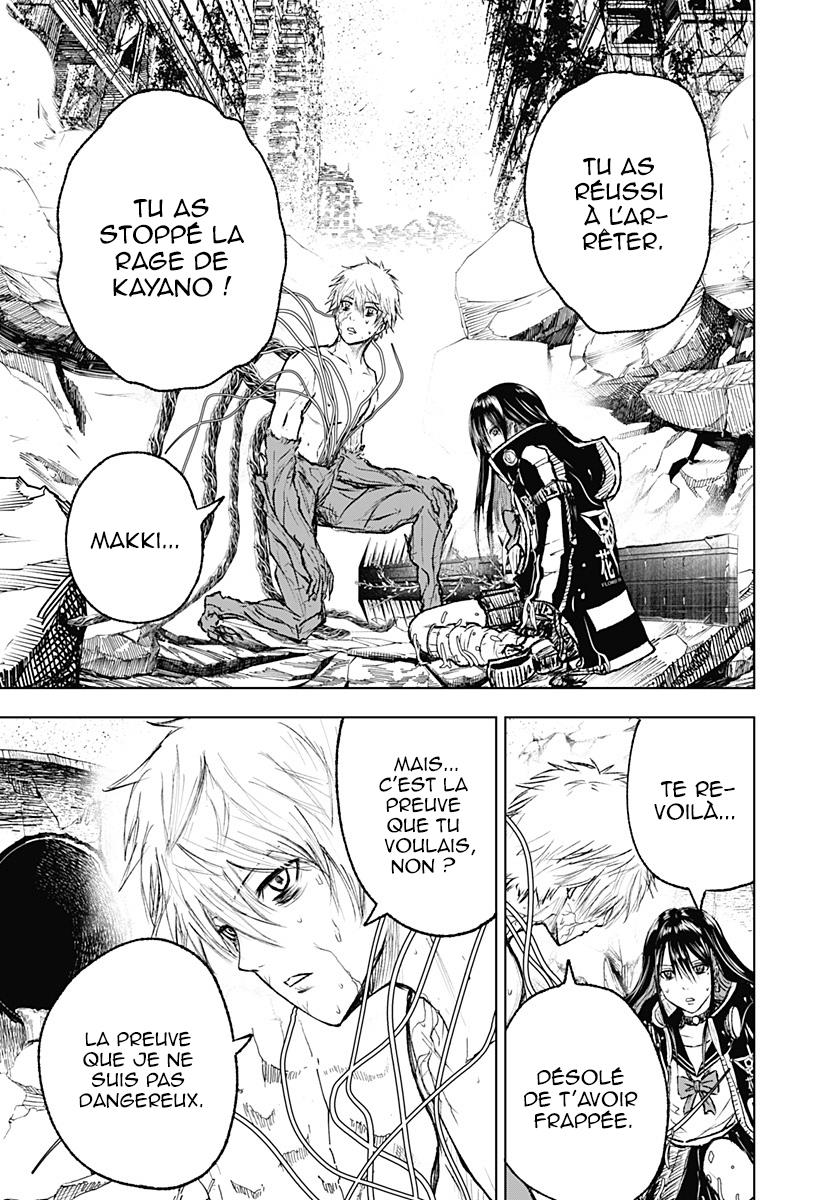 TU AS
RÉUSSI
À L'AR-
RÊTER.
TU AS
STOPPÉ LA
RAGE DE
KAYANO !
MAKKI...
TE RE-
VOILÀ...
DÉSOLÉ
DE T'AVOIR
FRAPPÉE.
MAIS...
C'EST LA
PREUVE
QUE TU
VOULAIS,
NON ?
LA PREUVE
QUE JE NE
SUIS PAS
DANGEREUX.